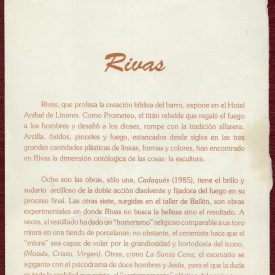 Rivas
Rivas, que profesa la creación bíblica del barro, expone en el Hotel
Aníbal de Linares. Como Prometeo, el titán rebelde que regaló el fuego
a los hombres y desafió a los dioses, rompe con la tradición alfarera.
Arcilla, óxidos, pinceles y fuego, estancados desde siglos en las tres
grandes cantidades plásticas de líneas, formas y colores, han encontrado
en Rivas la dimensión ontológica de las cosas: la escultura.
Ocho son las obras, sólo una, Cadaqués (1985), tiene el brillo y
sudario arcilloso de la doble acción disolvente y fijadora del fuego en su
proceso final. Las otras siete, surgidas en el taller de Bailén, son obras
experimentales en donde Rivas no busca la belleza sino el resultado. A
veces, el resultado ha dado un "horterismo" religioso comparable a un toro
miura en una tienda de porcelanas; no obstante, el ceramista hace que el
"miura" sea capaz de volar por la grandiosidad y hortodoxia del icono,
(Moisés, Cristo, Virgen). Otras, como La Santa Cena, el escenario se
agiganta con el psicodrama de doce hombres y Jesús, para el que la duda